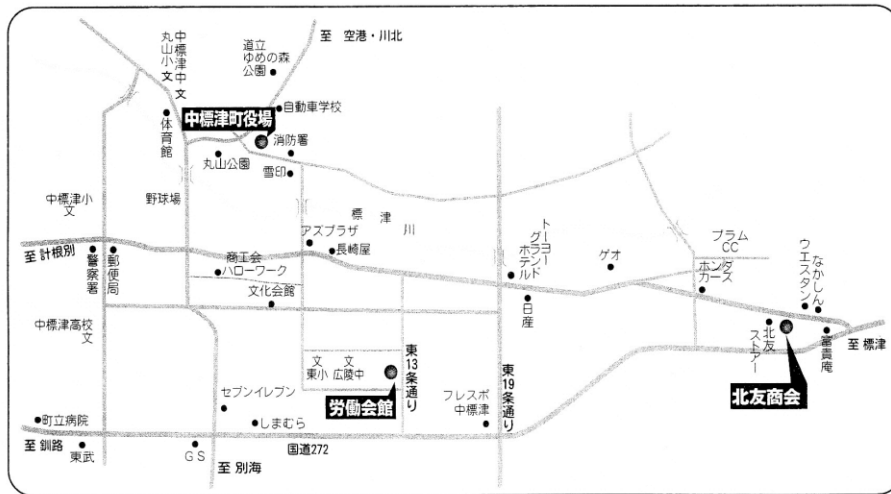 至 空港・川北
中標津中 文
丸山小 文
道立
ゆめの森
公園
自動車学校
中標津町役場
体育館
消防署
丸山公園
雪印
中標津小
文
野球場
標津川
アズプラザ
長崎屋
トーヨー
グランド
ホテル
ゲオ
プラム
CC
ウエスタン
なかしん
至 計根別
警察署
郵便局
商工会
ハローワーク
ホンダ
カーズ
文化会館
日産
中標津高校
文
北友
ストアー
富貴庵
至 標津
文 文
東小 広陵中
東13条通り
東19条通り
労働会館
北友商会
セブンイレブン
フレスポ
中標津
町立病院
しまむら
至 釧路
東武
GS
国道272
至 別海